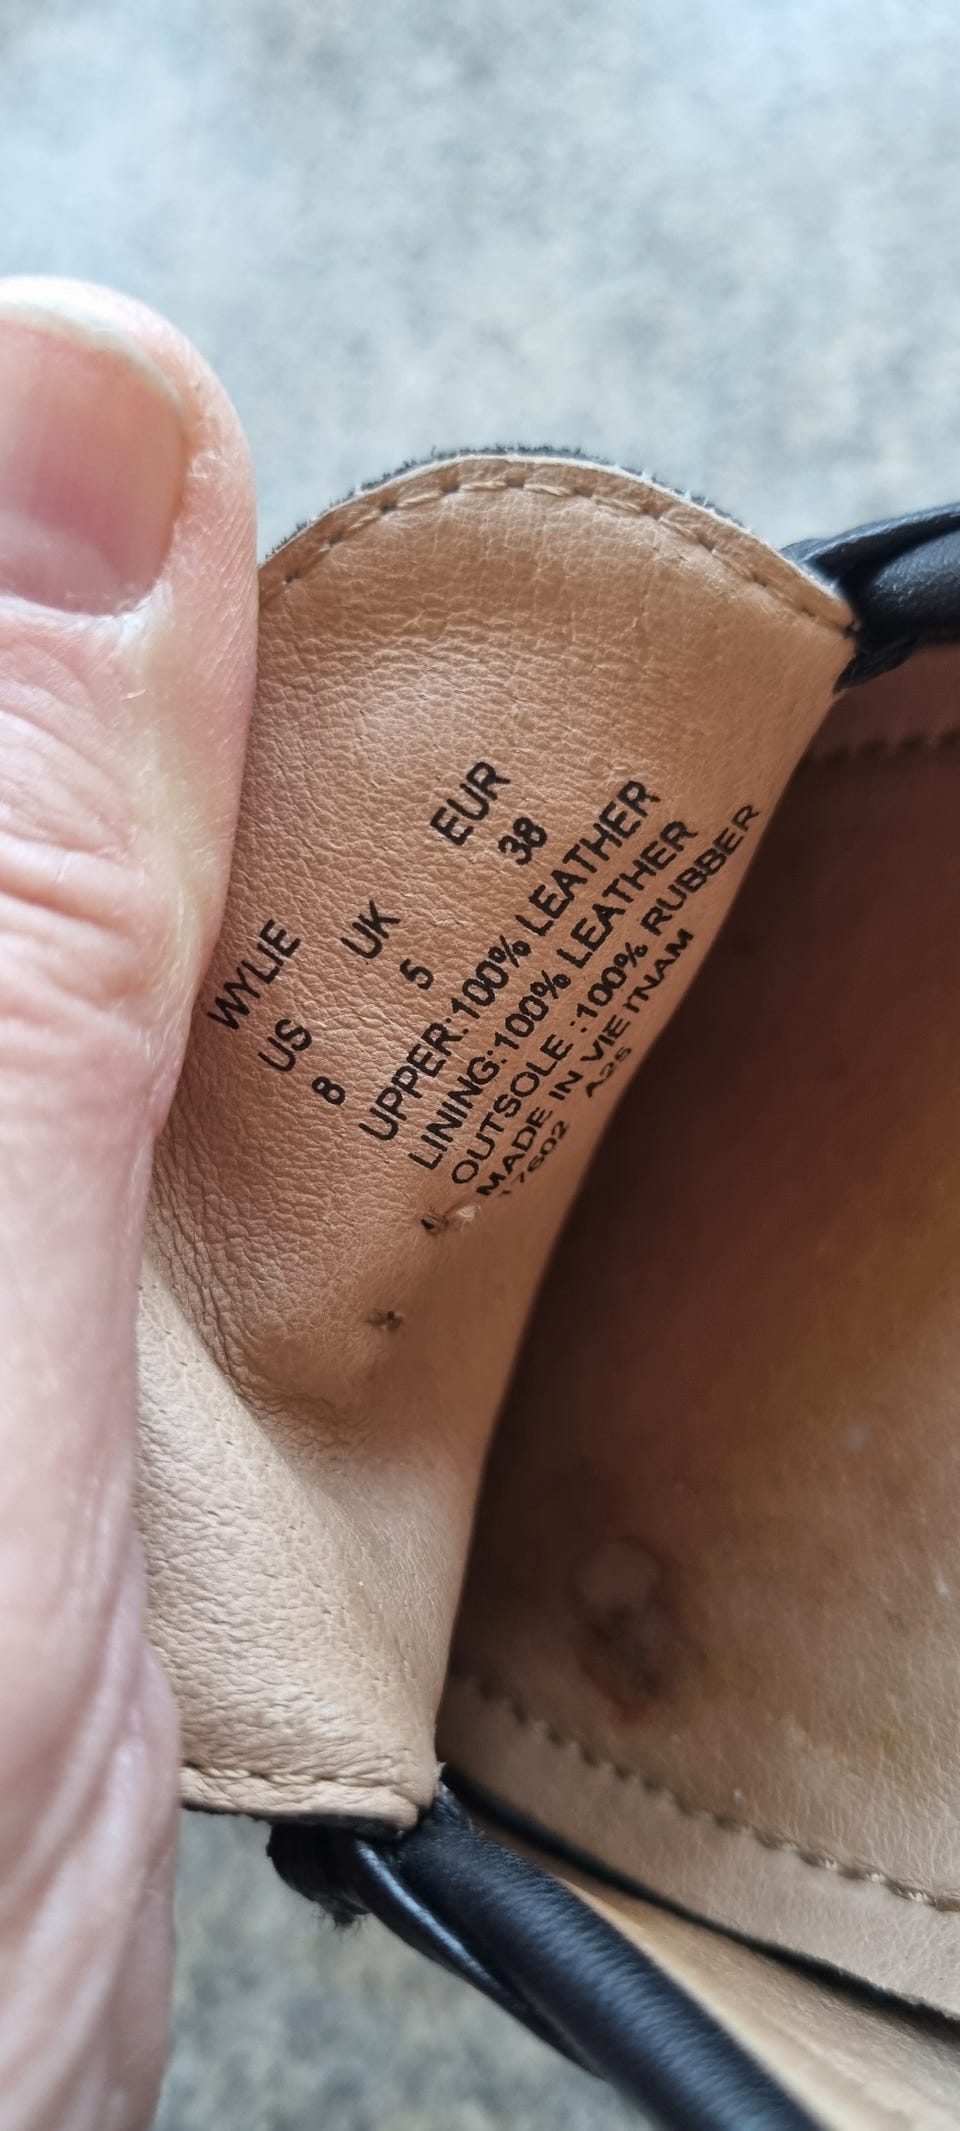 WYLIE
US UK EUR
8 5 38
UPPER:100% LEATHER
LINING:100% LEATHER
OUTSOLE :100% RUBBER
MADE IN VIETNAM
17602 A25